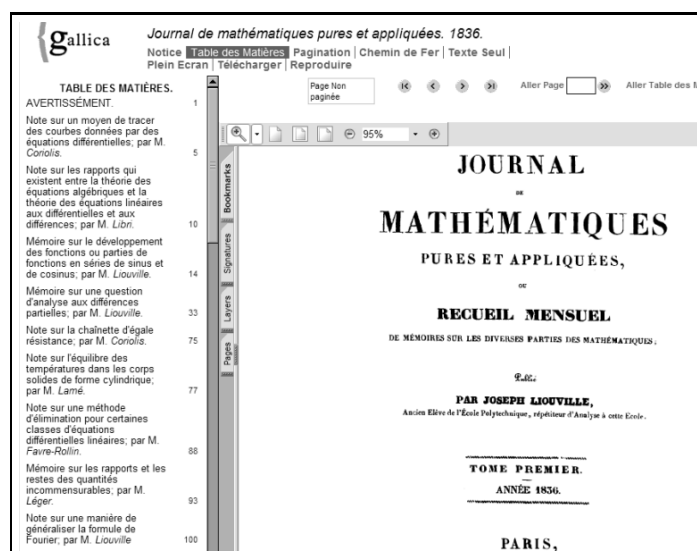 gallica
Journal de mathématiques pures et appliquées. 1836.
Notice | Table des Matières | Pagination | Chemin de Fer | Texte Seul |
Plein Ecran | Télécharger | Reproduire
Page Non
paginée
Aller Page
Aller Table des M
TABLE DES MATIÈRES.
AVERTISSÉMENT. 1
Note sur un moyen de tracer
des courbes données par des
équations différentielles; par M.
Coriolis. 5
Note sur les rapports qui
existent entre la théorie des
équations algébriques et la
théorie des équations linéaires
aux différentielles et aux
différences; par M. Libri. 10
Mémoire sur le développement
des fonctions ou parties de
fonctions en séries de sinus et
de cosinus; par M. Liouville. 14
Mémoire sur une question
d'analyse aux différences
partielles; par M. Liouville. 33
Note sur la chaînette d'égale
résistance; par M. Coriolis. 75
Note sur l'équilibre des
températures dans les corps
solides de forme cylindrique;
par M. Lamé. 77
Note sur une méthode
d'élimination pour certaines
classes d'équations
différentielles linéaires; par M.
Favre-Rollin. 88
Mémoire sur les rapports et les
restes des quantités
incommensurables; par M.
Léger. 93
Note sur une manière de
généraliser la formule de
Fourier; par M. Liouville 100
95%
Bookmarks
Signatures
Layers
Pages
JOURNAL
DE
MATHÉMATIQUES
PURES ET APPLIQUÉES,
OU
RECUEIL MENSUEL
DE MÉMOIRES SUR LES DIVERSES PARTIES DES MATHÉMATIQUES;
Publié
PAR JOSEPH LIOUVILLE,
Ancien Elève de l'École Polytechnique, répétiteur d'Analyse à cette Ecole.
TOME PREMIER.
ANNÉE 1836.
PARIS,